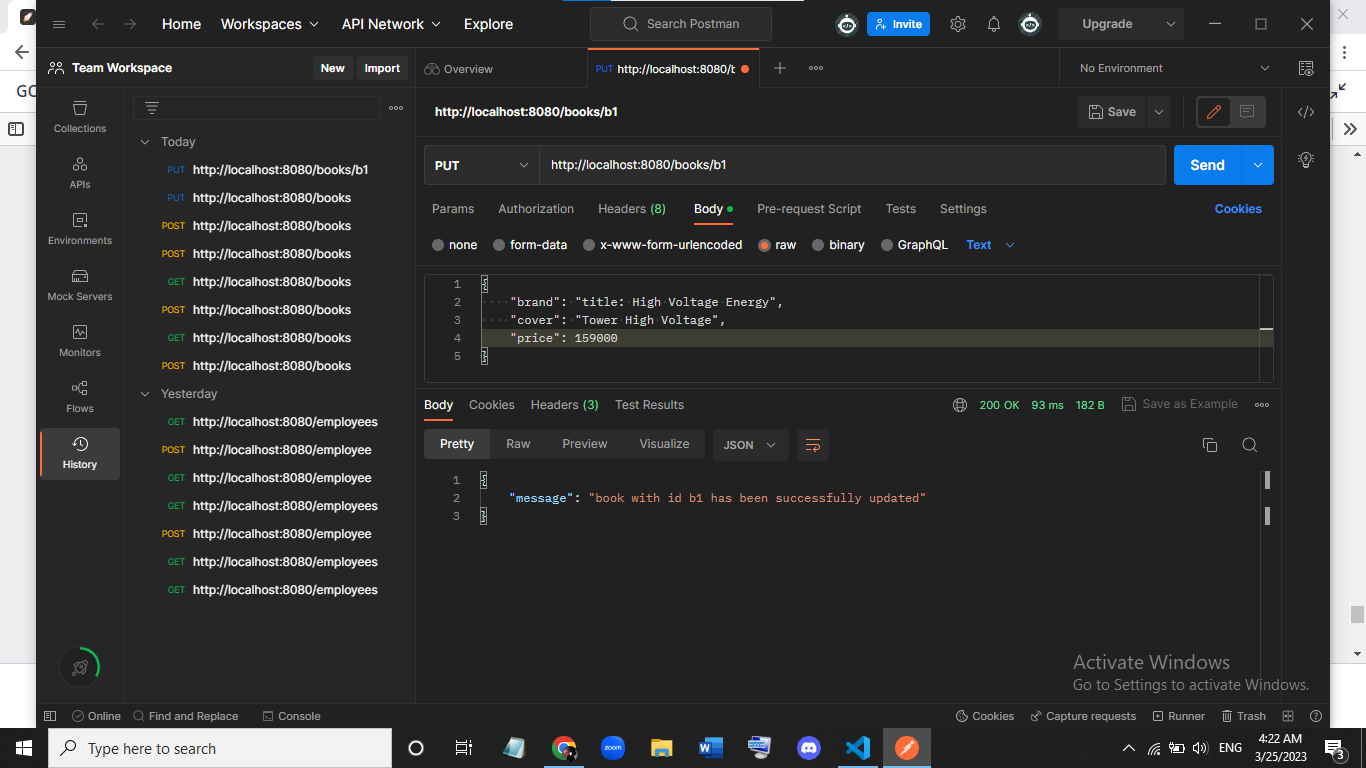 Home Workspaces API Network Explore Search Postman Invite Upgrade
Team Workspace New Import
Overview PUT http://localhost:8080/b No Environment
GO
Collections
APIs
Environments
Mock Servers
Monitors
Flows
History
Today
PUT http://localhost:8080/books/b1
PUT http://localhost:8080/books
POST http://localhost:8080/books
POST http://localhost:8080/books
GET http://localhost:8080/books
POST http://localhost:8080/books
GET http://localhost:8080/books
POST http://localhost:8080/books
Yesterday
GET http://localhost:8080/employees
POST http://localhost:8080/employee
GET http://localhost:8080/employee
GET http://localhost:8080/employees
POST http://localhost:8080/employee
GET http://localhost:8080/employees
GET http://localhost:8080/employees
http://localhost:8080/books/b1 Save
PUT http://localhost:8080/books/b1 Send
Params Authorization Headers (8) Body Pre-request Script Tests Settings Cookies
none form-data x-www-form-urlencoded raw binary GraphQL Text
1 {
2 "brand": "title: High Voltage Energy",
3 "cover": "Tower High Voltage",
4 "price": 159000
5 }
Body Cookies Headers (3) Test Results 200 OK 93 ms 182 B Save as Example
Pretty Raw Preview Visualize JSON
1 {
2 "message": "book with id b1 has been successfully updated"
3 }
Activate Windows
Go to Settings to activate Windows.
Online Find and Replace Console Cookies Capture requests Runner Trash
Type here to search
zoom
ENG
4:22 AM
3/25/2023
3